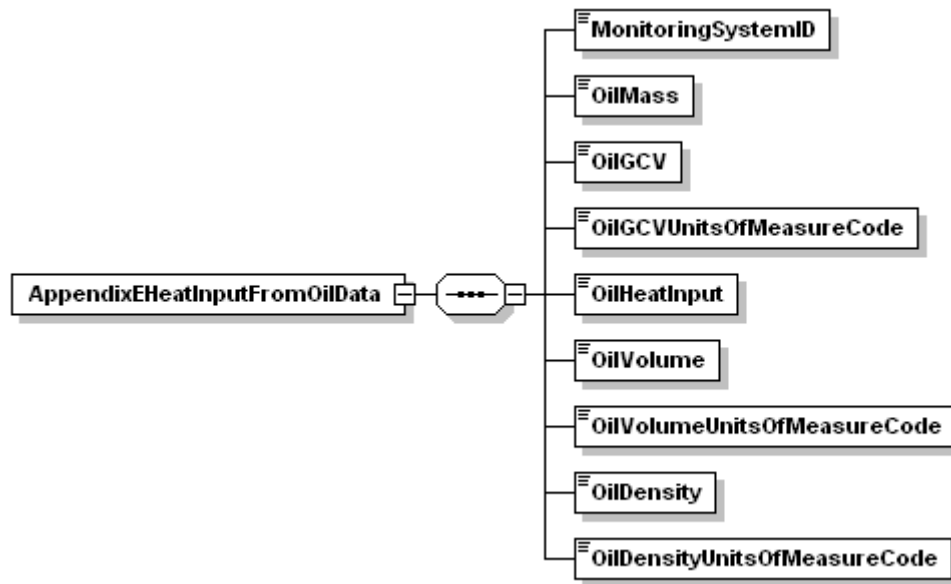 MonitoringSystemID
OilMass
OilGCV
OilGCVUnitsOfMeasureCode
AppendixEHeatInputFromOilData
OilHeatInput
OilVolume
OilVolumeUnitsOfMeasureCode
OilDensity
OilDensityUnitsOfMeasureCode